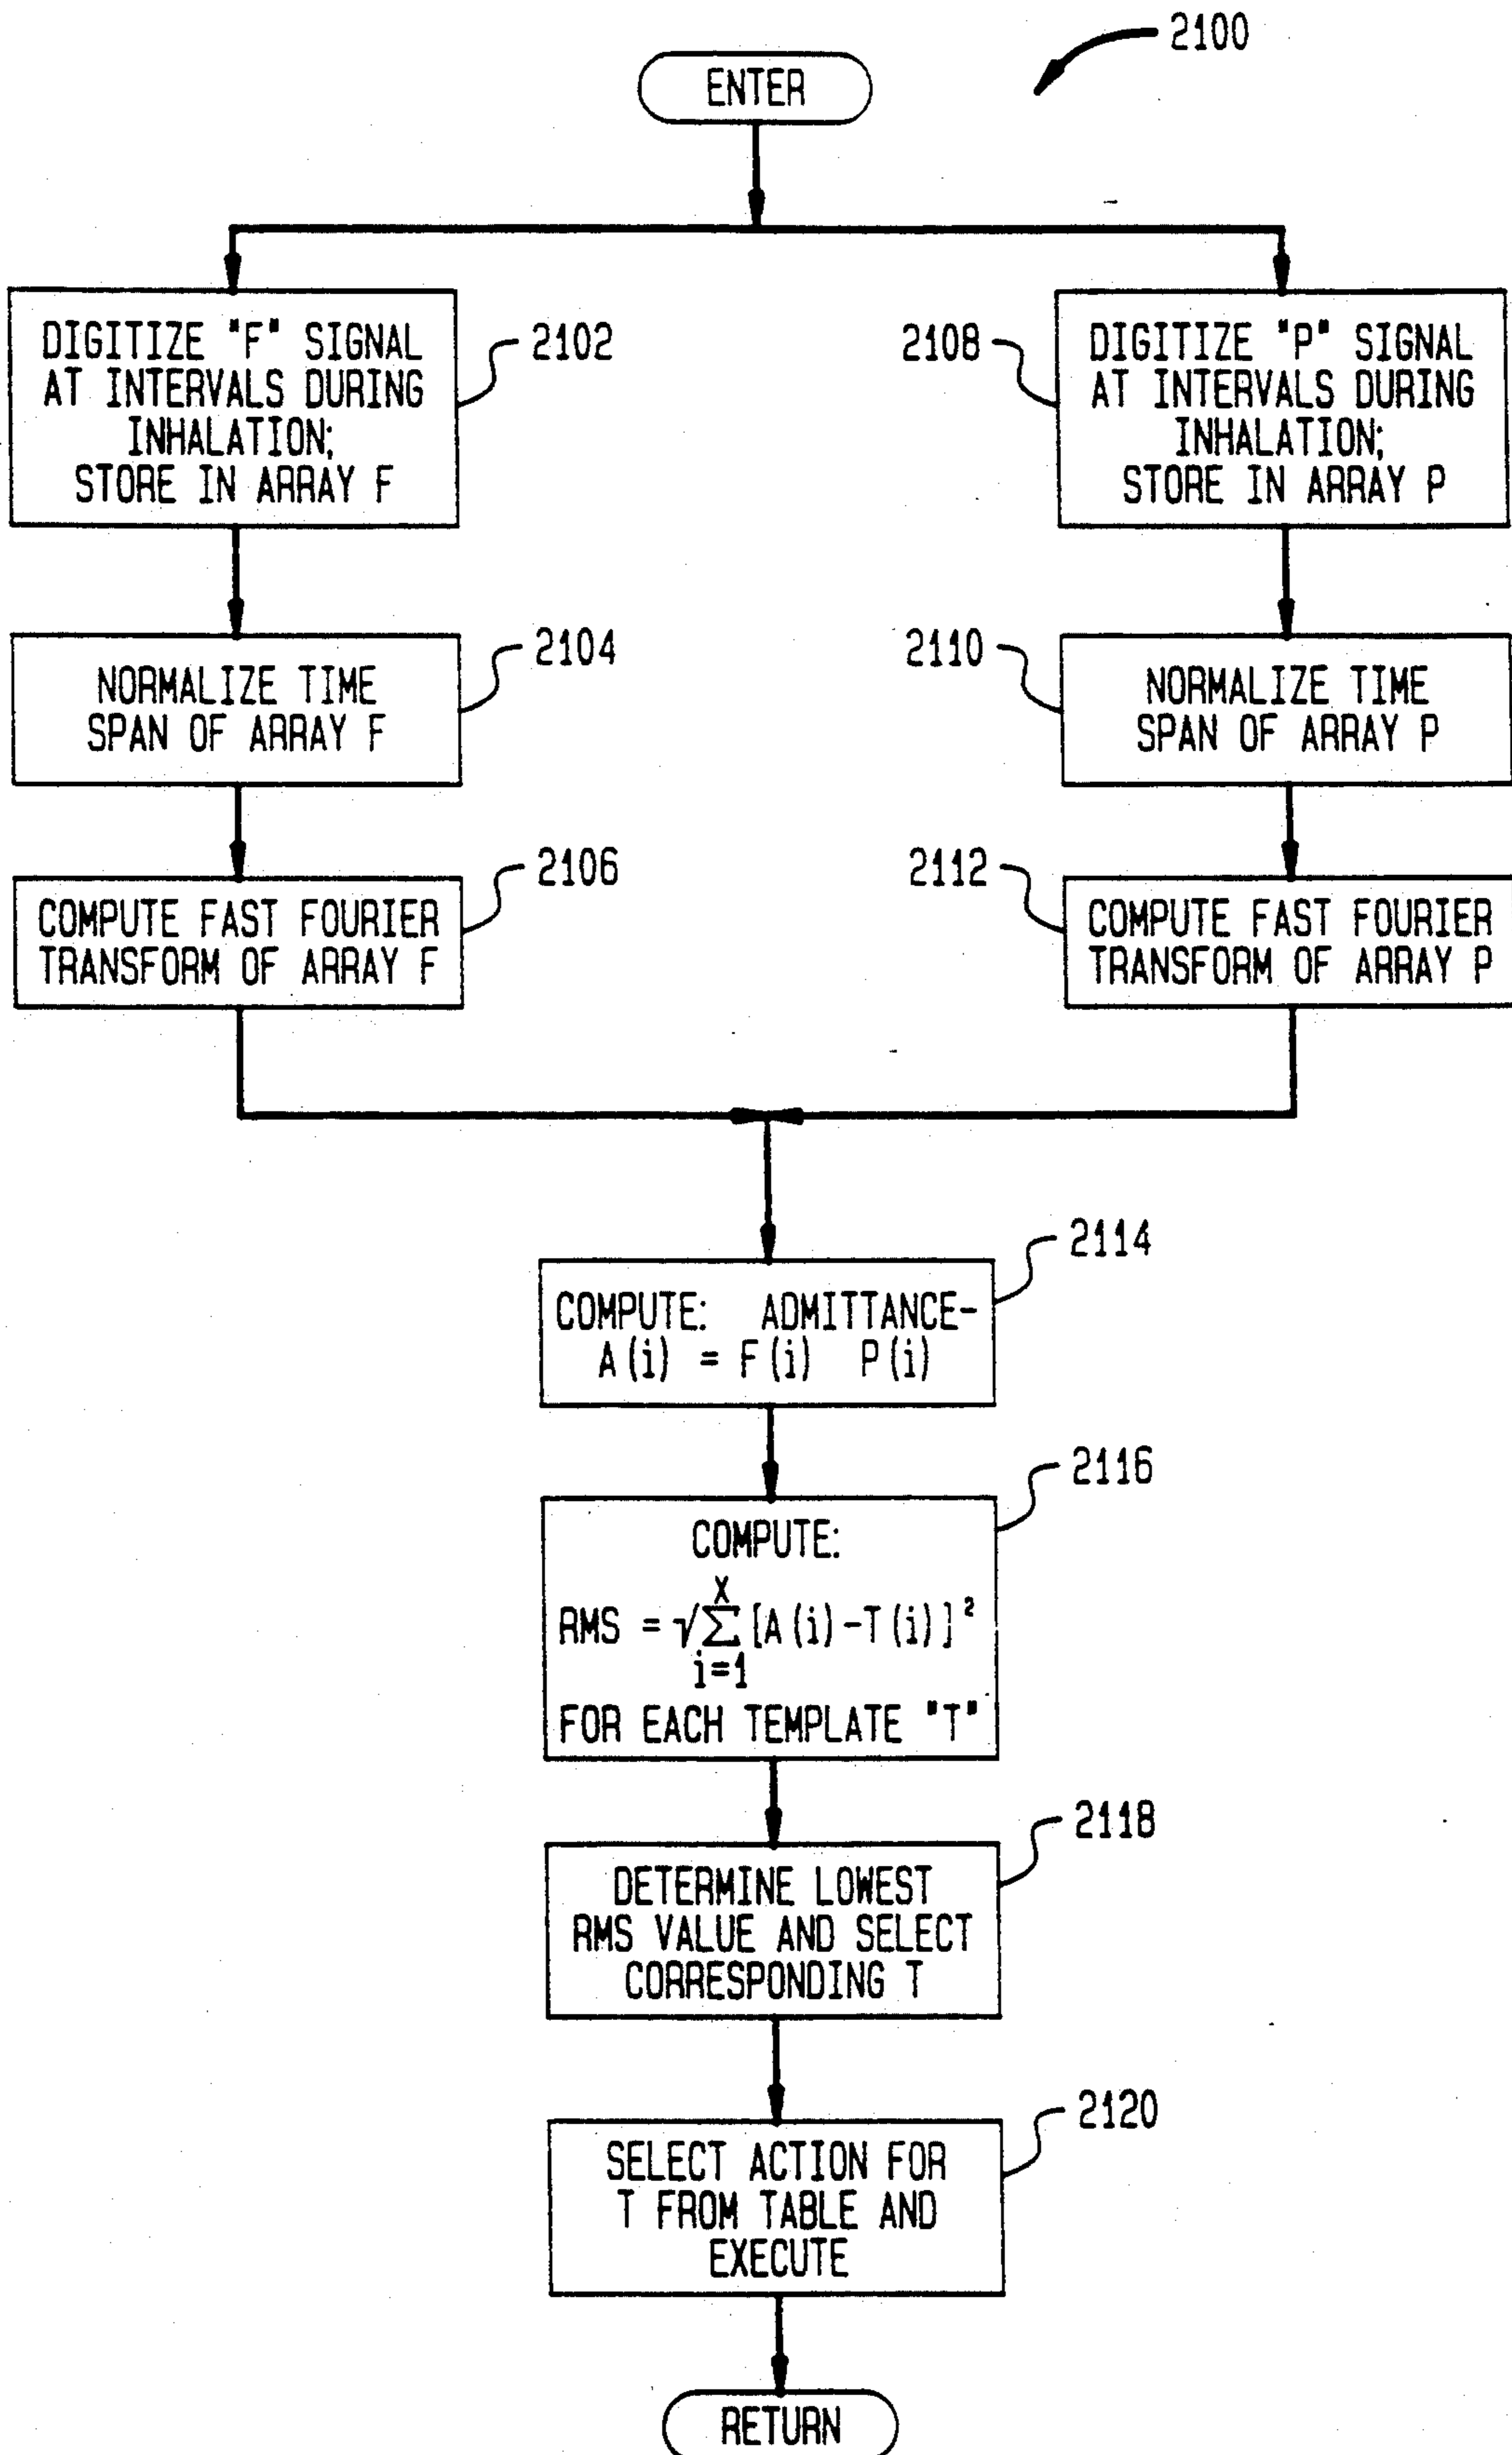 2100
ENTER
DIGITIZE "F" SIGNAL
AT INTERVALS DURING
INHALATION;
STORE IN ARRAY F
2102
2108
DIGITIZE "P" SIGNAL
AT INTERVALS DURING
INHALATION;
STORE IN ARRAY P
NORMALIZE TIME
SPAN OF ARRAY F
2104
2110
NORMALIZE TIME
SPAN OF ARRAY P
COMPUTE FAST FOURIER
TRANSFORM OF ARRAY F
2106
2112
COMPUTE FAST FOURIER
TRANSFORM OF ARRAY P
2114
COMPUTE: ADMITTANCE-
A(i) = F(i) P(i)
2116
COMPUTE:
X
RMS = √∑[A(i)-T(i)]²
i=1
FOR EACH TEMPLATE "T"
2118
DETERMINE LOWEST
RMS VALUE AND SELECT
CORRESPONDING T
2120
SELECT ACTION FOR
T FROM TABLE AND
EXECUTE
RETURN